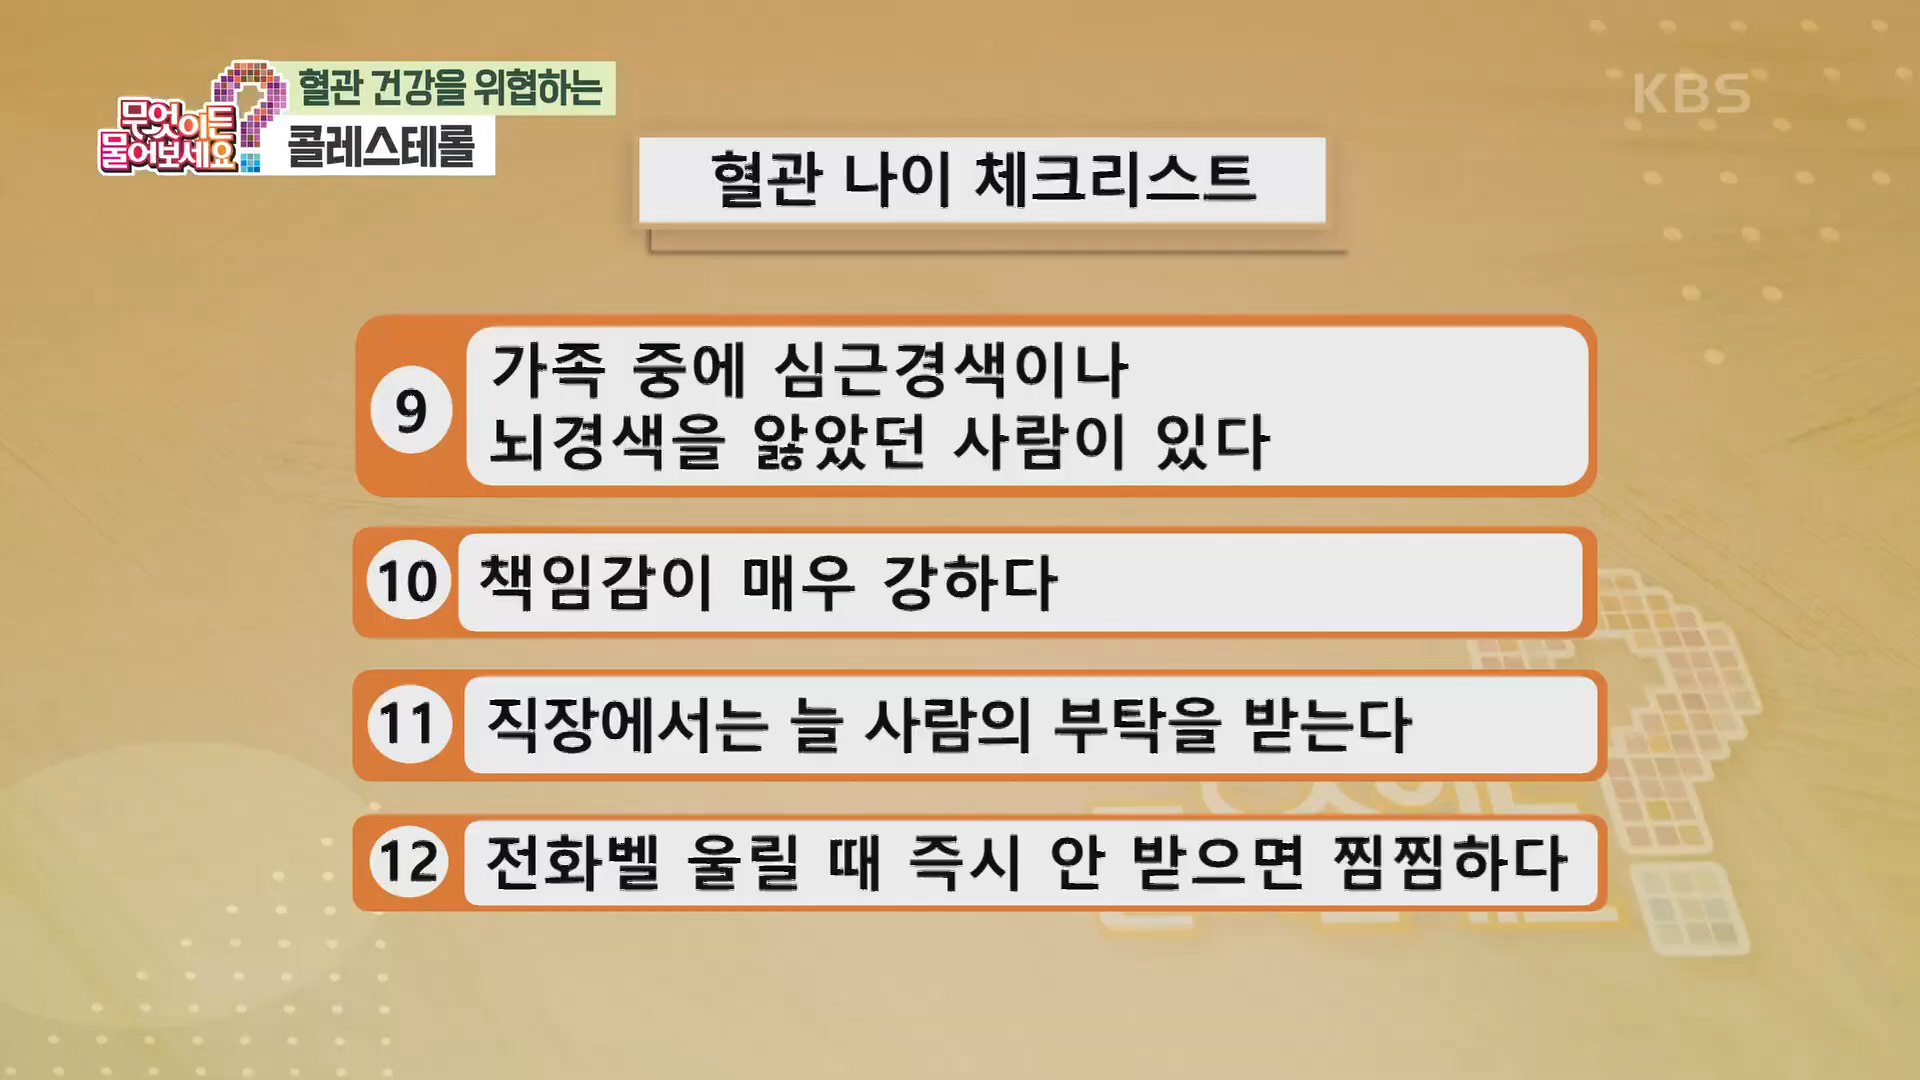 무엇이든
물어보세요
?
혈관 건강을 위협하는
콜레스테롤
KBS
혈관 나이 체크리스트
9
가족 중에 심근경색이나
뇌경색을 앓았던 사람이 있다
10 책임감이 매우 강하다
11 직장에서는 늘 사람의 부탁을 받는다
12 전화벨 울릴 때 즉시 안 받으면 찜찜하다